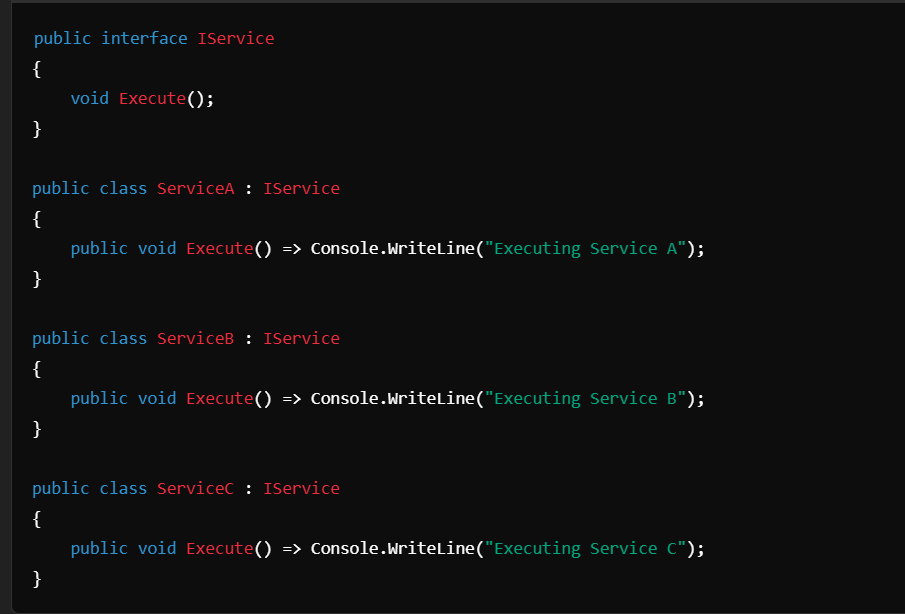 public interface IService
{
    void Execute();
}

public class ServiceA : IService
{
    public void Execute() => Console.WriteLine("Executing Service A");
}

public class ServiceB : IService
{
    public void Execute() => Console.WriteLine("Executing Service B");
}

public class ServiceC : IService
{
    public void Execute() => Console.WriteLine("Executing Service C");
}